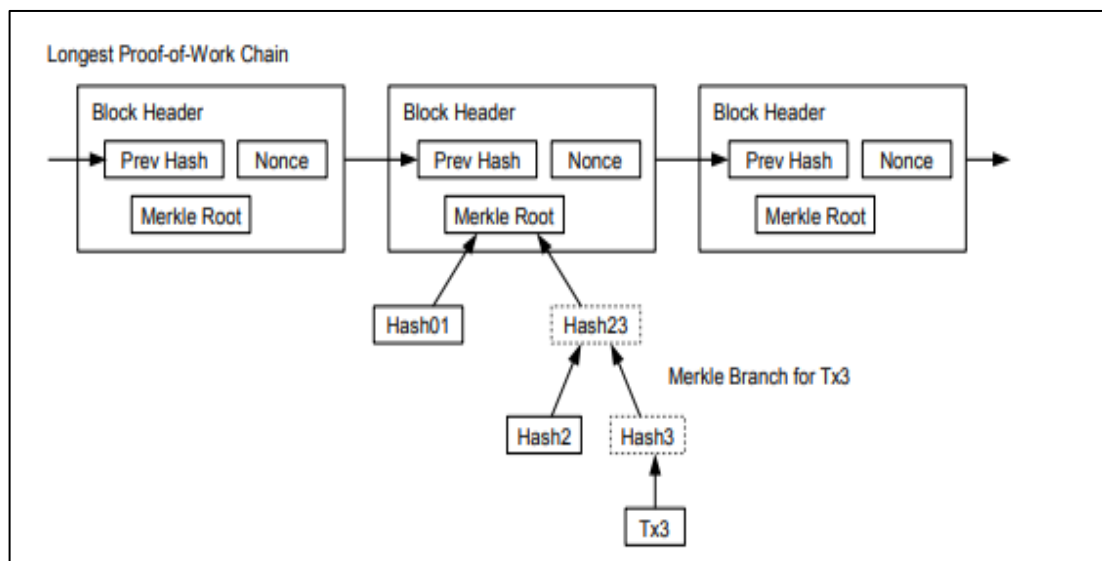 Longest Proof-of-Work Chain
Block Header
Prev Hash
Nonce
Merkle Root
Block Header
Prev Hash
Nonce
Merkle Root
Block Header
Prev Hash
Nonce
Merkle Root
Hash01
Hash23
Merkle Branch for Tx3
Hash2
Hash3
Tx3